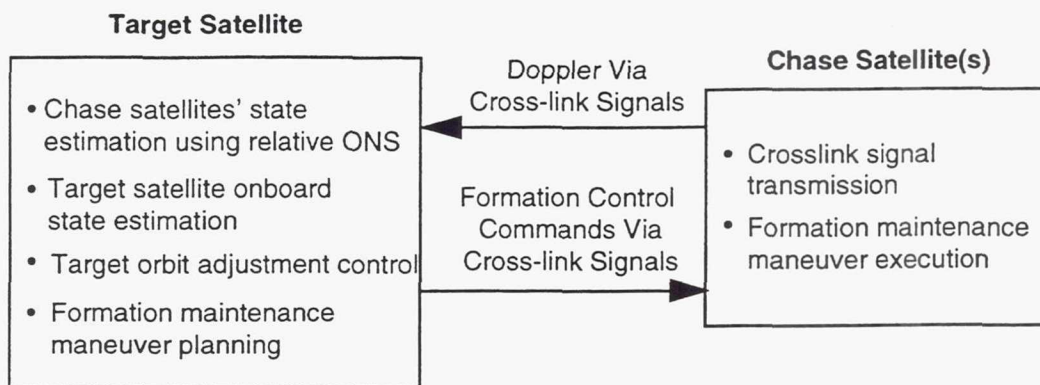 Target Satellite
• Chase satellites' state
estimation using relative ONS
• Target satellite onboard
state estimation
• Target orbit adjustment control
• Formation maintenance
maneuver planning
Doppler Via
Cross-link Signals
Formation Control
Commands Via
Cross-link Signals
Chase Satellite(s)
• Crosslink signal
transmission
• Formation maintenance
maneuver execution